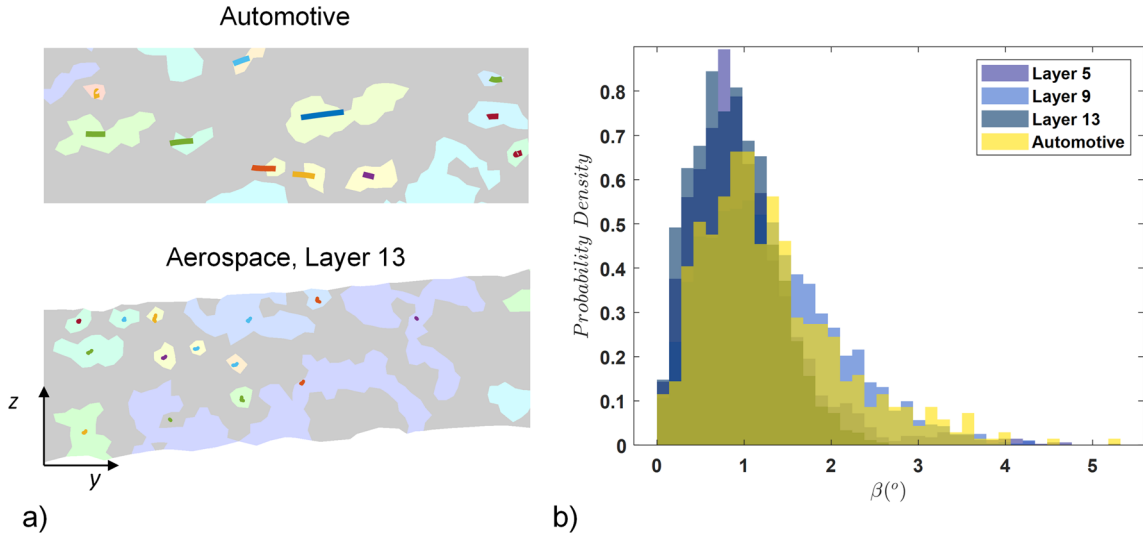 Automotive
Aerospace, Layer 13
z
y
a)
0.8
0.7
0.6
0.5
0.4
0.3
0.2
0.1
0
Probability Density
0 1 2 3 4 5
β(º)
Layer 5
Layer 9
Layer 13
Automotive
b)